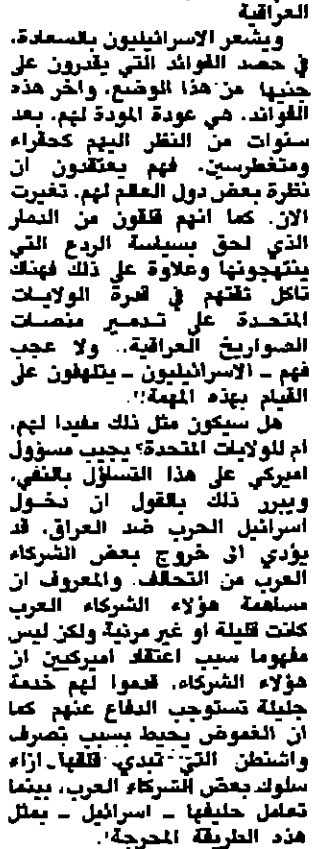 العراقية
ويشعر الاسرائيليون بالسعادة،
في حصد الفوائد التي يقدرون على
جنيها من هذا الوضع، واخر هذه
الفوائد، هي عودة المودة لهم، بعد
سنوات من النظر اليهم كحقراء
ومتغطرسين، فهم يعتقدون ان
نظرة بعض دول العالم لهم، تغيرت
الان، كما انهم قلقون من الدمار
الذي لحق بسياسة الردع التي
ينتهجونها وعلاوة على ذلك فهناك
تاكل ثقتهم في قدرة الولايات
المتحدة على تدمير منصات
الصواريخ العراقية.. ولا عجب
فهم - الاسرائيليون - يتلهفون على
القيام بهذه المهمة!!.
هل سيكون مثل ذلك مفيدا لهم،
ام للولايات المتحدة؟ يجيب مسؤول
اميركي على هذا التساؤل بالنفي،
ويبرر ذلك بالقول ان دخول
اسرائيل الحرب ضد العراق، قد
يؤدي الى خروج بعض الشركاء
العرب من التحالف. والمعروف ان
مساهمة هؤلاء الشركاء العرب
كانت قليلة او غير مرئية ولكن ليس
مفهوما سبب اعتقاد اميركيين ان
هؤلاء الشركاء، قدموا لهم خدمة
جليلة تستوجب الدفاع عنهم كما
ان الغموض يحيط بسبب تصرف
واشنطن التي تبدي قلقها ازاء
سلوك بعض الشركاء العرب، بينما
تعامل حليفها - اسرائيل - بمثل
هذه الطريقة المحرجة!.